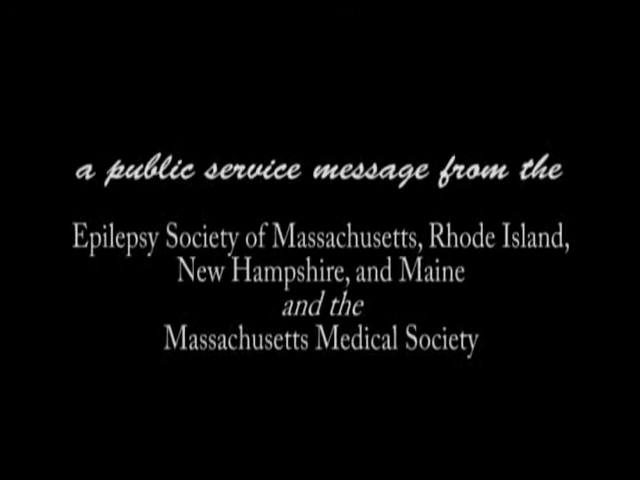 a public service message from the
Epilepsy Society of Massachusetts, Rhode Island,
New Hampshire, and Maine
and the
Massachusetts Medical Society